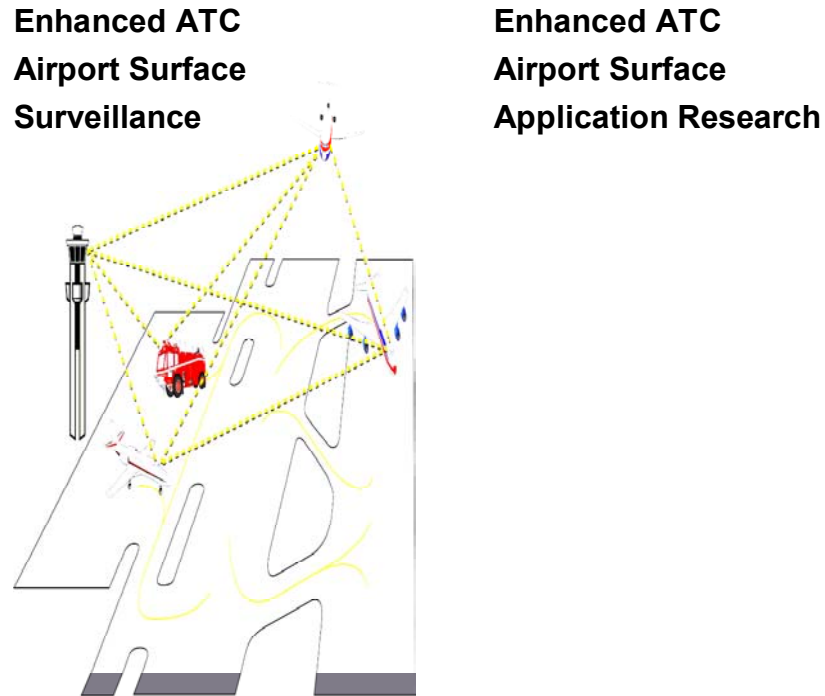 Enhanced ATC
Airport Surface
Surveillance
Enhanced ATC
Airport Surface
Application Research